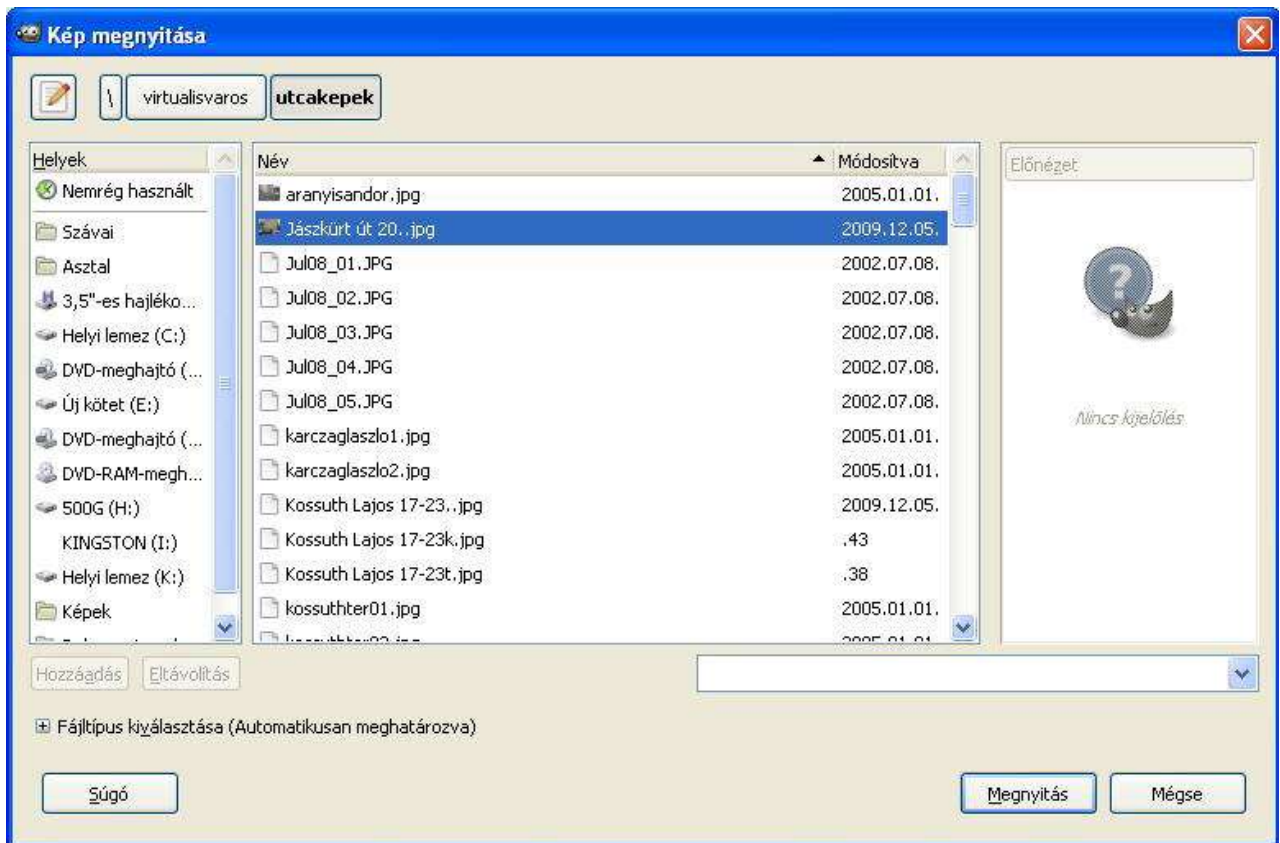 Kép megnyitása
\ virtualisvaros utcakepek
Helyek
Nemrég használt
Szávai
Asztal
3,5"-es hajléko...
Helyi lemez (C:)
DVD-meghajtó (...
Új kötet (E:)
DVD-meghajtó (...
DVD-RAM-megh...
500G (H:)
KINGSTON (I:)
Helyi lemez (K:)
Képek
Név Módosítva
aranyisandor.jpg 2005.01.01.
Jászkürt út 20..jpg 2009.12.05.
Jul08_01.JPG 2002.07.08.
Jul08_02.JPG 2002.07.08.
Jul08_03.JPG 2002.07.08.
Jul08_04.JPG 2002.07.08.
Jul08_05.JPG 2002.07.08.
karczaglaszlo1.jpg 2005.01.01.
karczaglaszlo2.jpg 2005.01.01.
Kossuth Lajos 17-23..jpg 2009.12.05.
Kossuth Lajos 17-23k.jpg .43
Kossuth Lajos 17-23t.jpg .38
kossuthter01.jpg 2005.01.01.
Előnézet
Nincs kijelölés
Hozzáadás Eltávolítás
Fájltípus kiválasztása (Automatikusan meghatározva)
Súgó Megnyitás Mégse